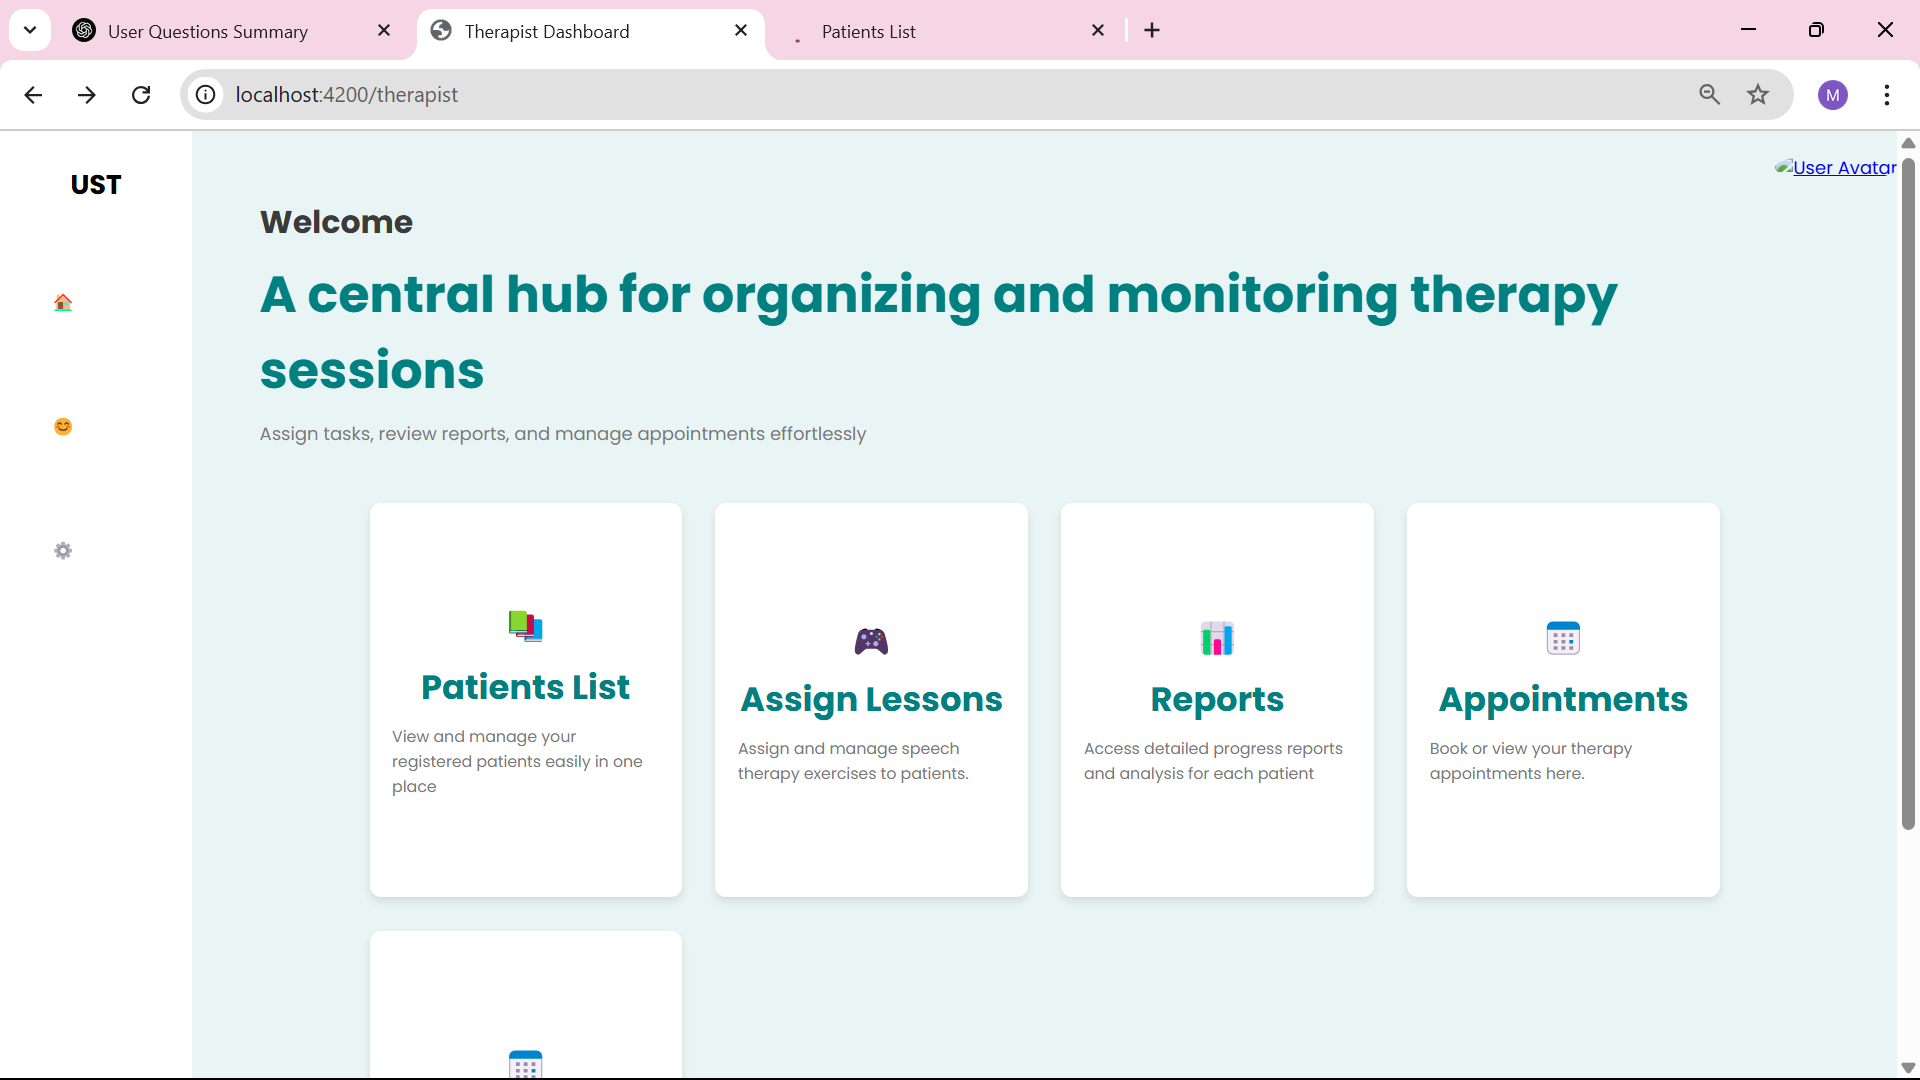 User Questions Summary
Therapist Dashboard
Patients List
localhost:4200/therapist
M
UST
User Avatar
Welcome
A central hub for organizing and monitoring therapy
sessions
Assign tasks, review reports, and manage appointments effortlessly
Patients List
View and manage your
registered patients easily in one
place
Assign Lessons
Assign and manage speech
therapy exercises to patients.
Reports
Access detailed progress reports
and analysis for each patient
Appointments
Book or view your therapy
appointments here.